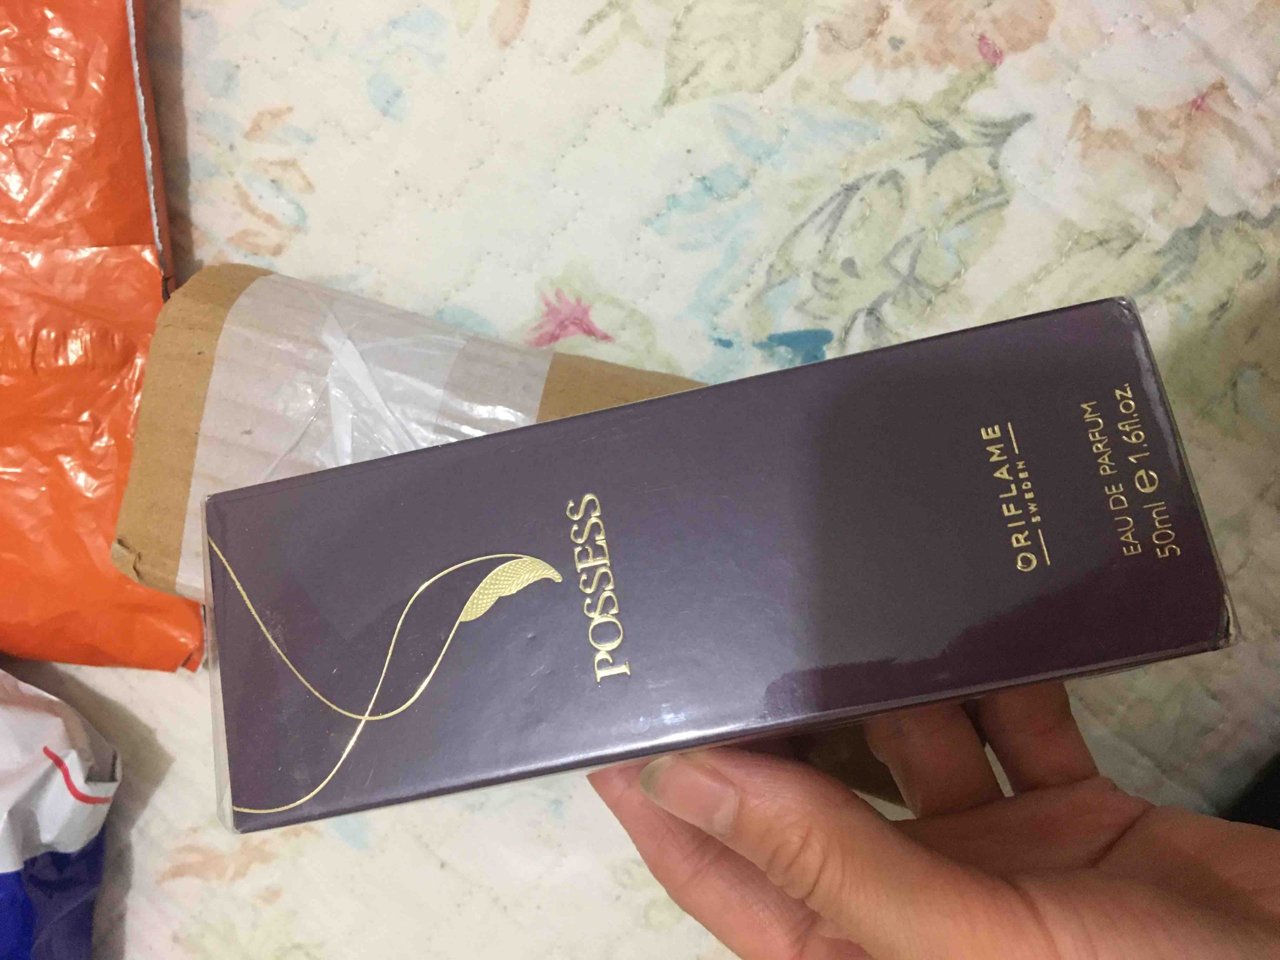 POSSESS
ORIFLAME
SWEDEN
EAU DE PARFUM
50ml e 1.6fl.oz.